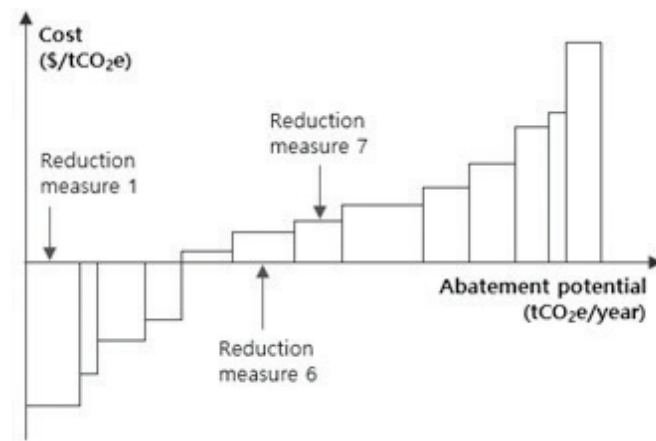 Cost
($/tCO₂e)
Reduction
measure 7
Reduction
measure 1
Abatement potential
(tCO₂e/year)
Reduction
measure 6